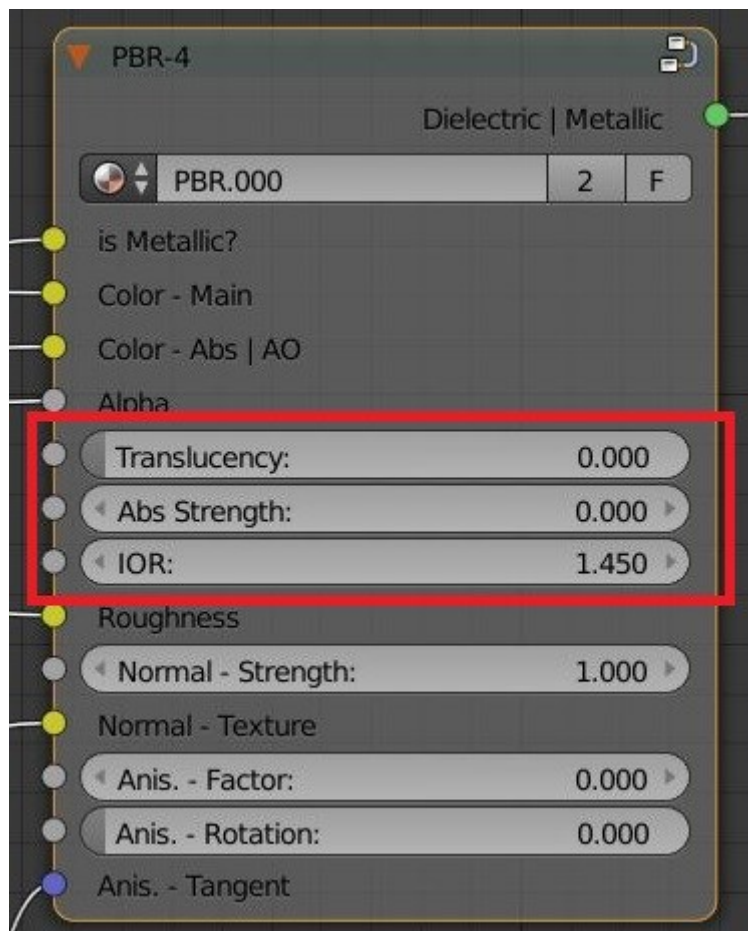 PBR-4
Dielectric | Metallic
PBR.000 2 F
is Metallic?
Color - Main
Color - Abs | AO
Alpha
Translucency: 0.000
Abs Strength: 0.000
IOR: 1.450
Roughness
Normal - Strength: 1.000
Normal - Texture
Anis. - Factor: 0.000
Anis. - Rotation: 0.000
Anis. - Tangent